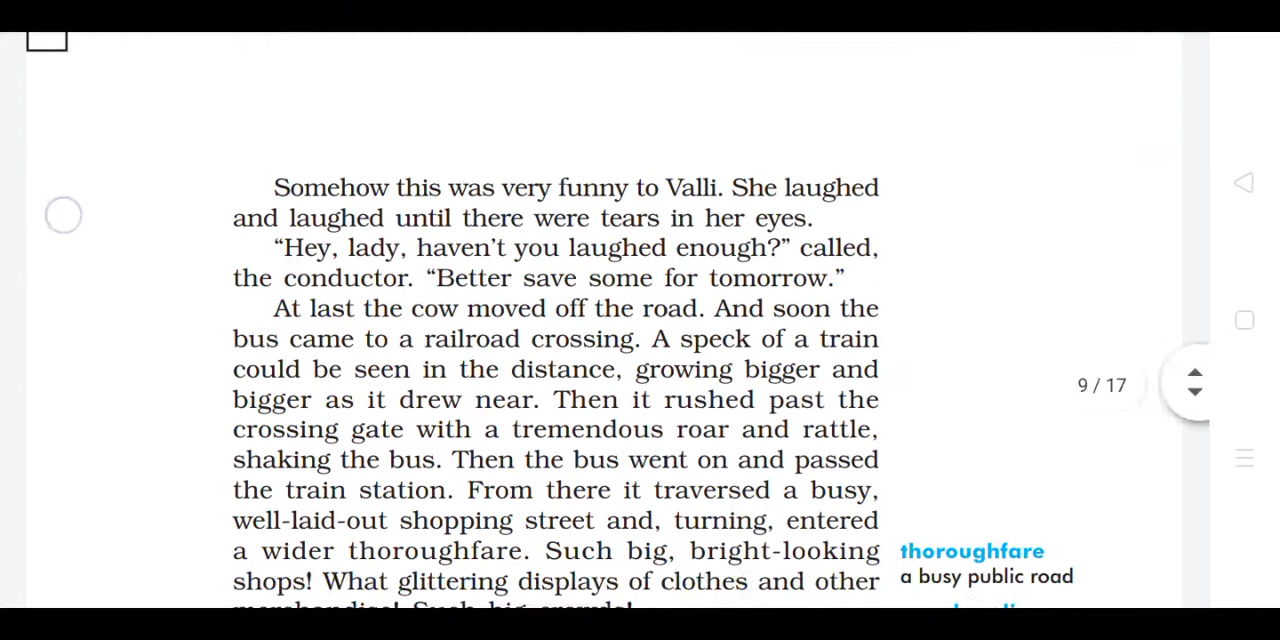 Somehow this was very funny to Valli. She laughed
and laughed until there were tears in her eyes.
“Hey, lady, haven’t you laughed enough?” called,
the conductor. “Better save some for tomorrow.”
At last the cow moved off the road. And soon the
bus came to a railroad crossing. A speck of a train
could be seen in the distance, growing bigger and
bigger as it drew near. Then it rushed past the
crossing gate with a tremendous roar and rattle,
shaking the bus. Then the bus went on and passed
the train station. From there it traversed a busy,
well-laid-out shopping street and, turning, entered
a wider thoroughfare. Such big, bright-looking
shops! What glittering displays of clothes and other
merchandise! Such big crowds!
9 / 17
thoroughfare
a busy public road